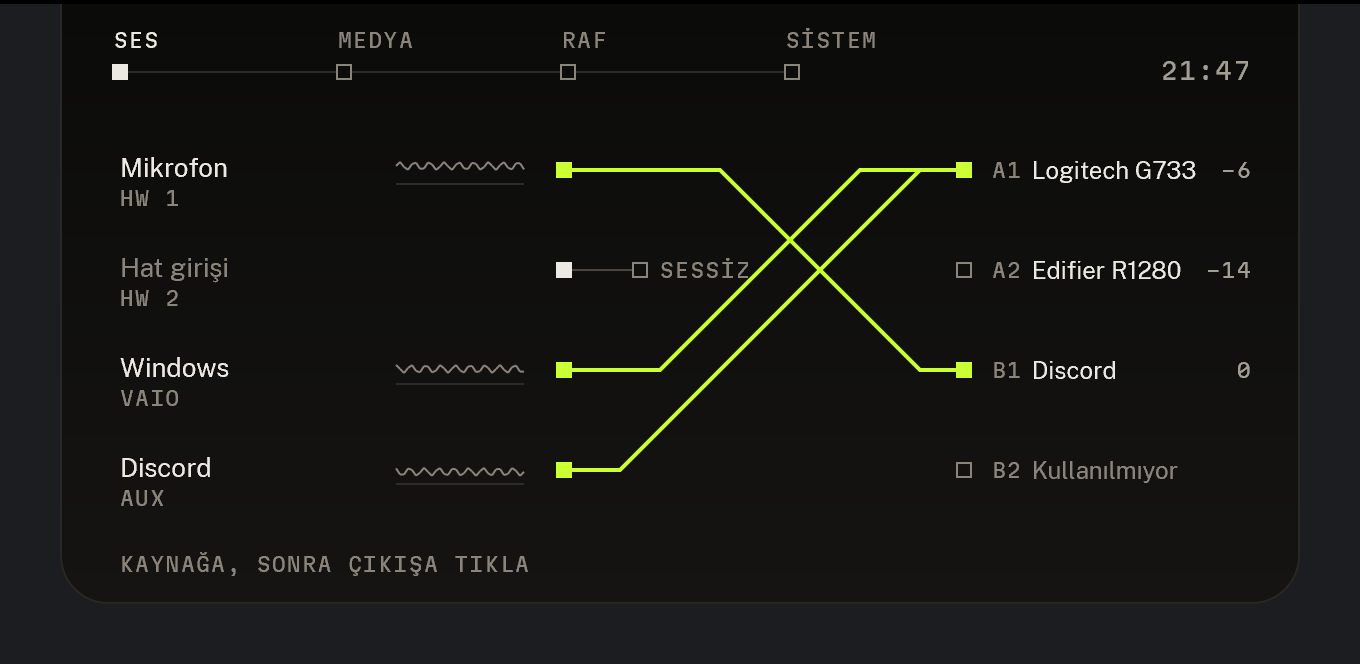 SES MEDYA RAF SİSTEM
21:47
Mikrofon
HW 1
A1 Logitech G733 −6
Hat girişi
HW 2
SESSİZ
A2 Edifier R1280 −14
Windows
VAIO
B1 Discord 0
Discord
AUX
B2 Kullanılmıyor
KAYNAĞA, SONRA ÇIKIŞA TIKLA